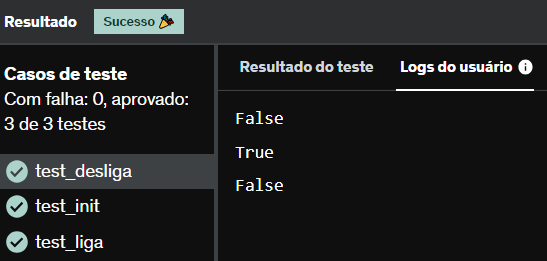 Resultado
Sucesso 🎉
Casos de teste
Com falha: 0, aprovado:
3 de 3 testes
test_desliga
test_init
test_liga
Resultado do teste
Logs do usuário
False
True
False